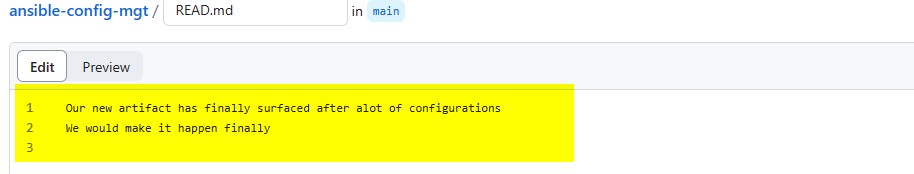 ansible-config-mgt / READ.md in main
Edit Preview
1 Our new artifact has finally surfaced after alot of configurations
2 We would make it happen finally
3